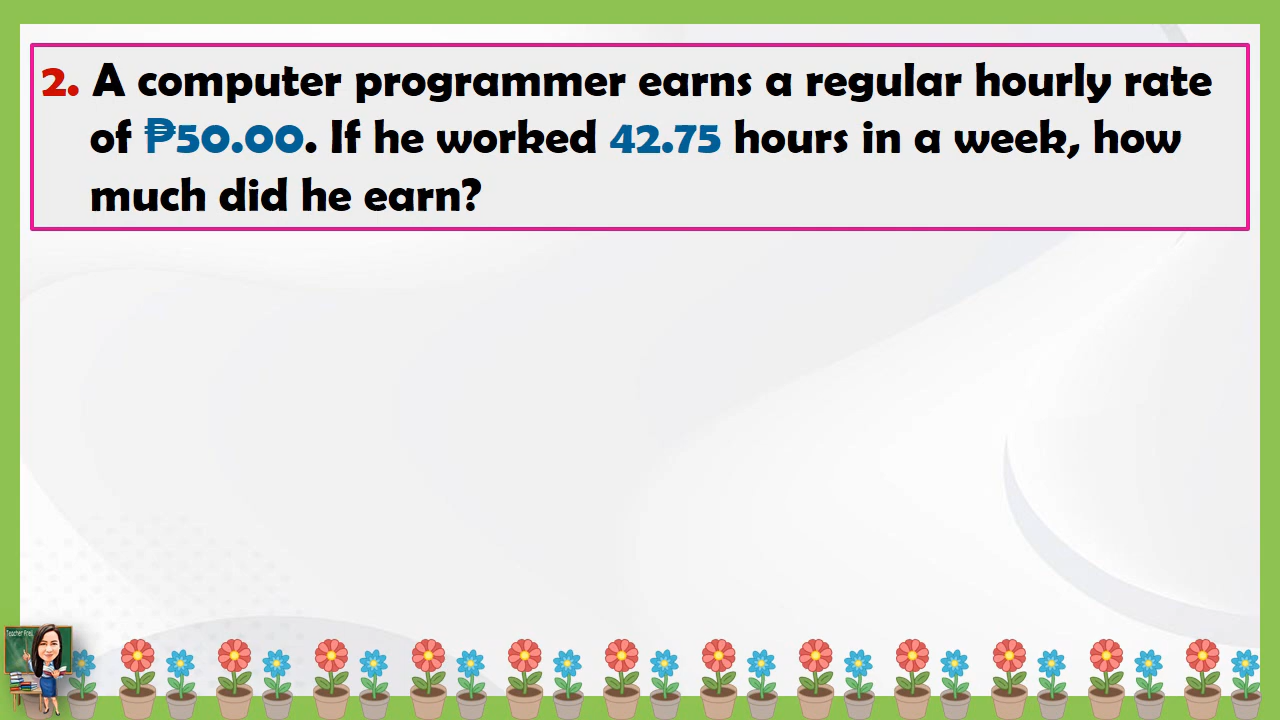 2. A computer programmer earns a regular hourly rate
of ₱50.00. If he worked 42.75 hours in a week, how
much did he earn?